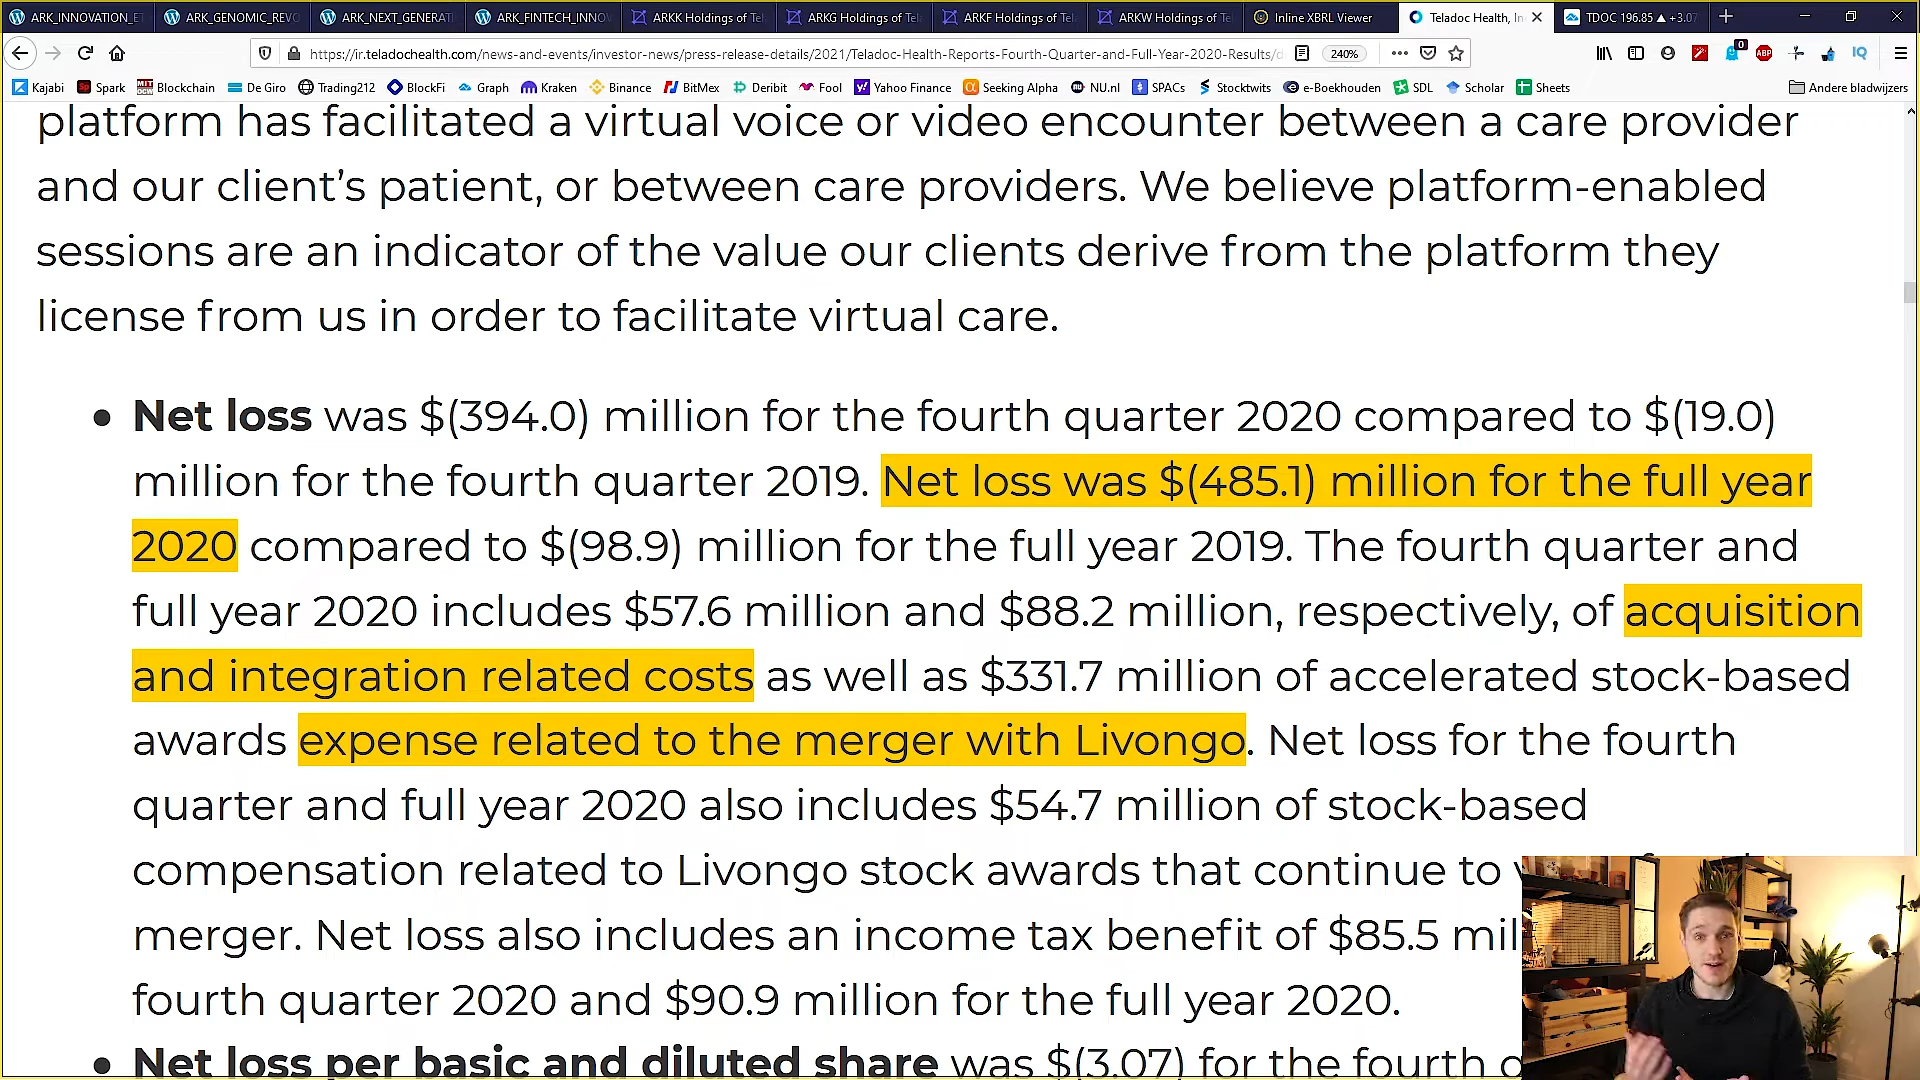 ARK_INNOVATION_E
ARK_GENOMIC_REVO
ARK_NEXT_GENERAT
ARK_FINTECH_INNO
ARKK Holdings of Tel
ARKG Holdings of Tel
ARKF Holdings of Tel
ARKW Holdings of Te
Inline XBRL Viewer
Teladoc Health, In
TDOC 196.85 ▲ +3.07
https://ir.teladochealth.com/news-and-events/investor-news/press-release-details/2021/Teladoc-Health-Reports-Fourth-Quarter-and-Full-Year-2020-Results/d
240%
0
ABP
IQ
Kajabi
Spark
Blockchain
De Giro
Trading212
BlockFi
Graph
Kraken
Binance
BitMex
Deribit
Fool
Yahoo Finance
Seeking Alpha
NU.nl
SPACs
Stocktwits
e-Boekhouden
SDL
Scholar
Sheets
Andere bladwijzers
platform has facilitated a virtual voice or video encounter between a care provider
and our client’s patient, or between care providers. We believe platform-enabled
sessions are an indicator of the value our clients derive from the platform they
license from us in order to facilitate virtual care.
● Net loss was $(394.0) million for the fourth quarter 2020 compared to $(19.0)
million for the fourth quarter 2019. Net loss was $(485.1) million for the full year
2020 compared to $(98.9) million for the full year 2019. The fourth quarter and
full year 2020 includes $57.6 million and $88.2 million, respectively, of acquisition
and integration related costs as well as $331.7 million of accelerated stock-based
awards expense related to the merger with Livongo. Net loss for the fourth
quarter and full year 2020 also includes $54.7 million of stock-based
compensation related to Livongo stock awards that continue to
merger. Net loss also includes an income tax benefit of $85.5 mil
fourth quarter 2020 and $90.9 million for the full year 2020.
● Net loss per basic and diluted share was $(3.07) for the fourth